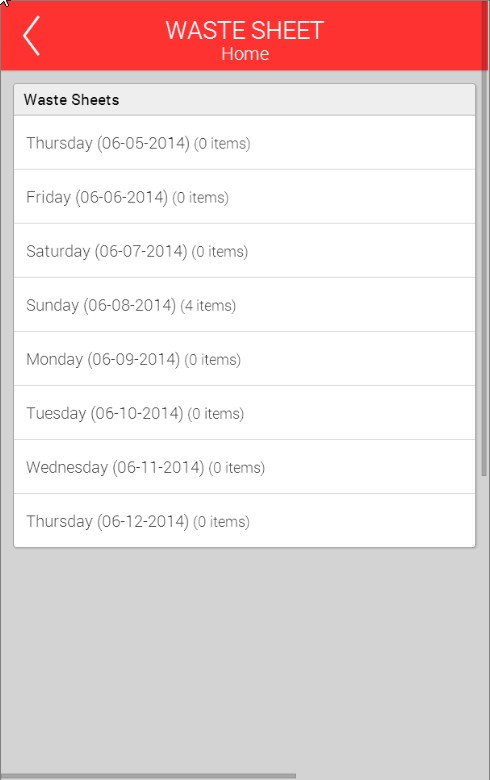 WASTE SHEET
Home
Waste Sheets
Thursday (06-05-2014) (0 items)
Friday (06-06-2014) (0 items)
Saturday (06-07-2014) (0 items)
Sunday (06-08-2014) (4 items)
Monday (06-09-2014) (0 items)
Tuesday (06-10-2014) (0 items)
Wednesday (06-11-2014) (0 items)
Thursday (06-12-2014) (0 items)